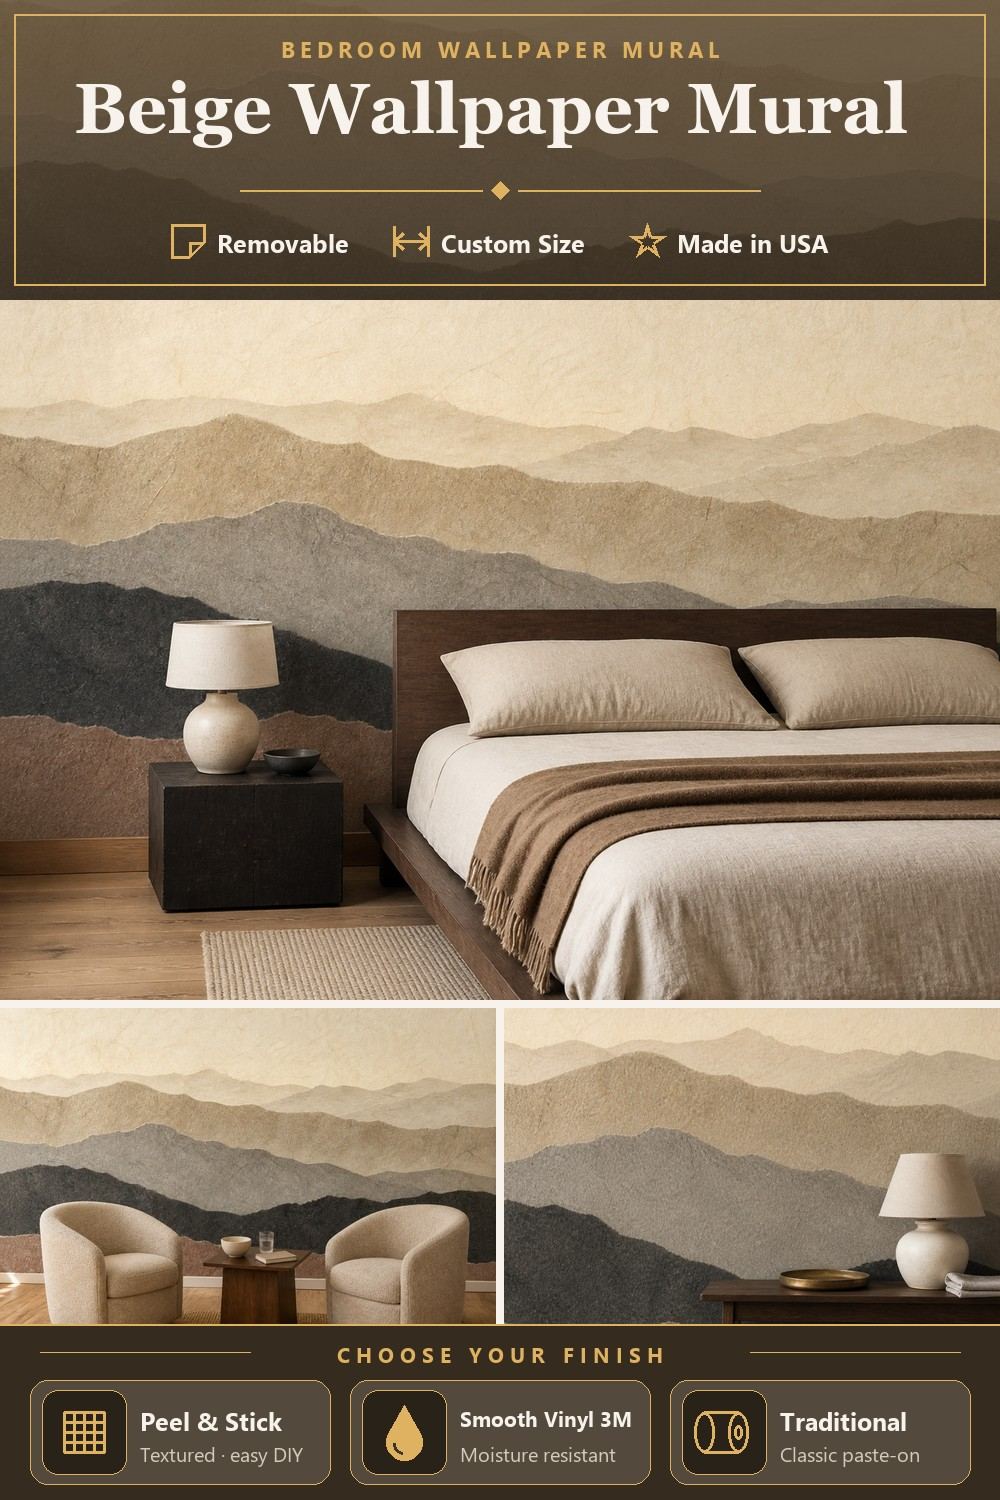 BEDROOM WALLPAPER MURAL
Beige Wallpaper Mural
Removable
Custom Size
Made in USA
CHOOSE YOUR FINISH
Peel & Stick
Textured · easy DIY
Smooth Vinyl 3M
Moisture resistant
Traditional
Classic paste-on